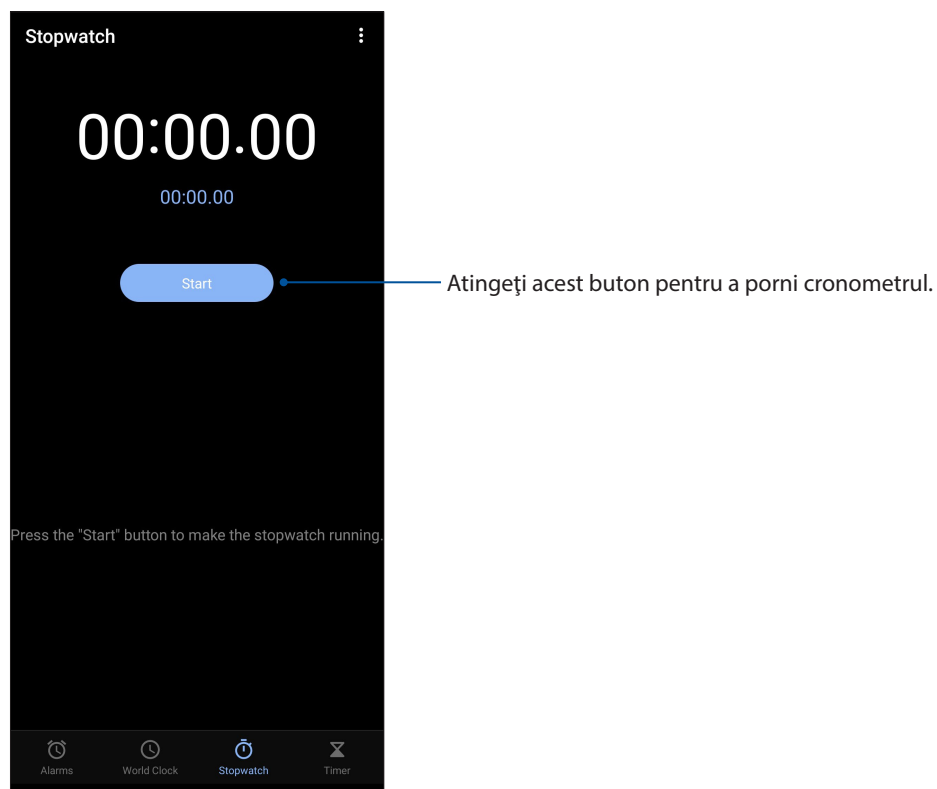 Stopwatch
00:00.00
00:00.00
Start
Atingeţi acest buton pentru a porni cronometrul.
Press the "Start" button to make the stopwatch running.
Alarms
World Clock
Stopwatch
Timer